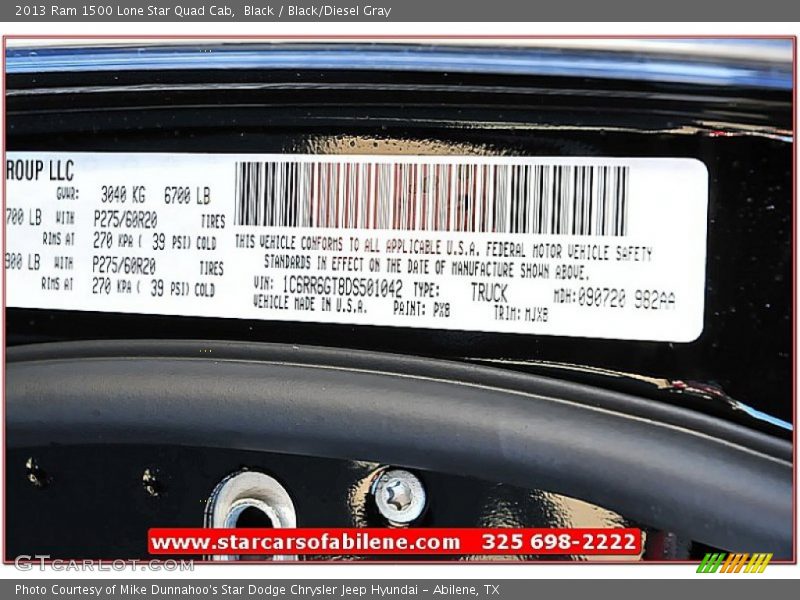 2013 Ram 1500 Lone Star Quad Cab, Black / Black/Diesel Gray
ROUP LLC
GVWR: 3040 KG 6700 LB
700 LB WITH P275/60R20 TIRES
RIMS AT 270 KPA ( 39 PSI) COLD
900 LB WITH P275/60R20 TIRES
RIMS AT 270 KPA ( 39 PSI) COLD
THIS VEHICLE CONFORMS TO ALL APPLICABLE U.S.A. FEDERAL MOTOR VEHICLE SAFETY
STANDARDS IN EFFECT ON THE DATE OF MANUFACTURE SHOWN ABOVE.
VIN: 1C6RR6GT8DS501042 TYPE: TRUCK MDH:090720 982AA
VEHICLE MADE IN U.S.A. PAINT: PXB TRIM: MJXB
www.starcarsofabilene.com 325 698-2222
GTCARLOT.COM
Photo Courtesy of Mike Dunnahoo's Star Dodge Chrysler Jeep Hyundai - Abilene, TX